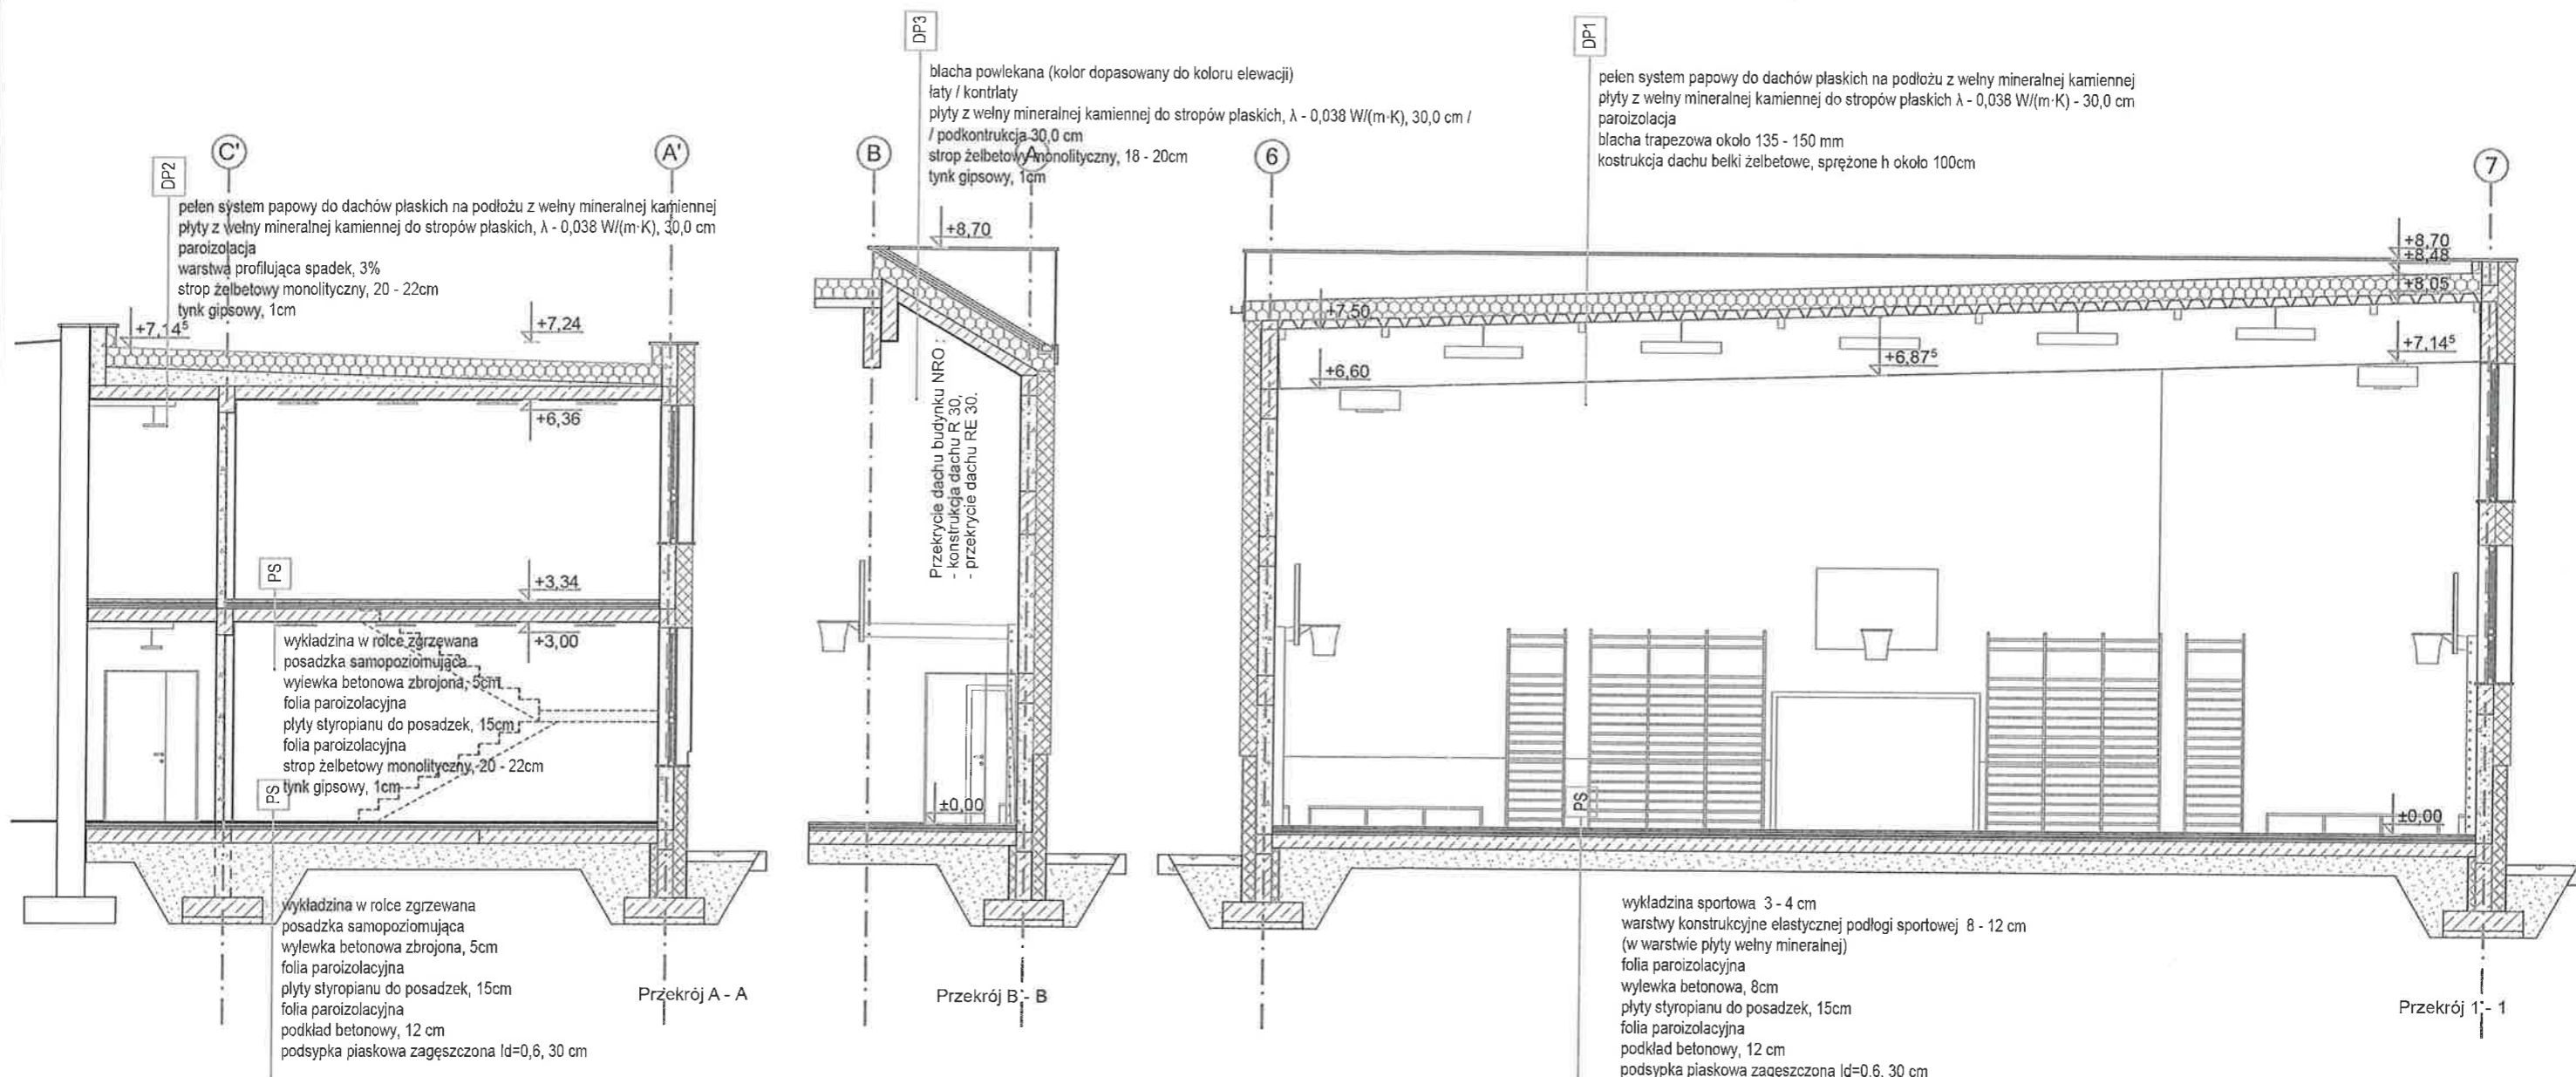 DP2
C'
A'
pełen system papowy do dachów płaskich na podłożu z wełny mineralnej kamiennej
płyty z wełny mineralnej kamiennej do stropów płaskich, λ - 0,038 W/(m·K), 30,0 cm
paroizolacja
warstwa profilująca spadek, 3%
strop żelbetowy monolityczny, 20 - 22cm
tynk gipsowy, 1cm
+7,14⁵
+7,24
+6,36
+3,34
+3,00
PS
wykładzina w rolce zgrzewana
posadzka samopoziomująca
wylewka betonowa zbrojona, 5cm
folia paroizolacyjna
płyty styropianu do posadzek, 15cm
folia paroizolacyjna
strop żelbetowy monolityczny, 20 - 22cm
tynk gipsowy, 1cm
PS
wykładzina w rolce zgrzewana
posadzka samopoziomująca
wylewka betonowa zbrojona, 5cm
folia paroizolacyjna
płyty styropianu do posadzek, 15cm
folia paroizolacyjna
podkład betonowy, 12 cm
podsypka piaskowa zagęszczona Id=0,6, 30 cm
Przekrój A - A
DP3
B
A
blacha powlekana (kolor dopasowany do koloru elewacji)
łaty / kontrłaty
płyty z wełny mineralnej kamiennej do stropów płaskich, λ - 0,038 W/(m·K), 30,0 cm /
/ podkontrukcja 30,0 cm
strop żelbetowy monolityczny, 18 - 20cm
tynk gipsowy, 1cm
+8,70
Przekrycie dachu budynku NRO :
- konstrukcja dachu R 30,
- przekrycie dachu RE 30.
±0,00
Przekrój B - B
DP1
6
7
pełen system papowy do dachów płaskich na podłożu z wełny mineralnej kamiennej
płyty z wełny mineralnej kamiennej do stropów płaskich λ - 0,038 W/(m·K) - 30,0 cm
paroizolacja
blacha trapezowa około 135 - 150 mm
kostrukcja dachu belki żelbetowe, sprężone h około 100cm
+8,70
+8,48
+8,05
+7,50
+7,14⁵
+6,87⁵
+6,60
PS
±0,00
wykładzina sportowa 3 - 4 cm
warstwy konstrukcyjne elastycznej podłogi sportowej 8 - 12 cm
(w warstwie płyty wełny mineralnej)
folia paroizolacyjna
wylewka betonowa, 8cm
płyty styropianu do posadzek, 15cm
folia paroizolacyjna
podkład betonowy, 12 cm
podsypka piaskowa zagęszczona Id=0,6, 30 cm
Przekrój 1 - 1